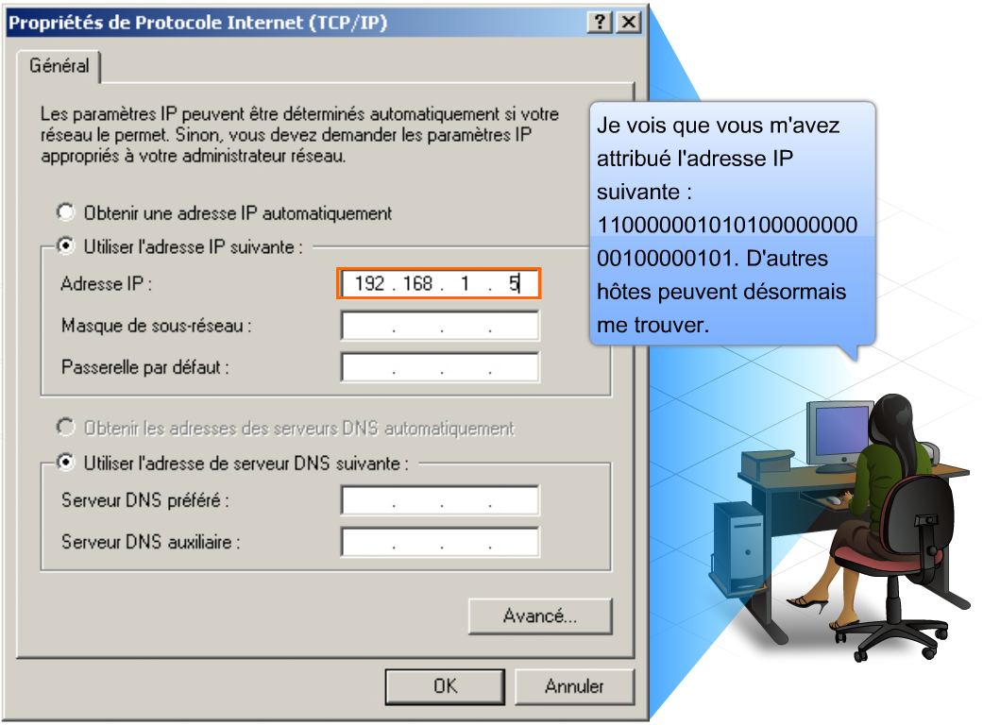 Propriétés de Protocole Internet (TCP/IP)
Général
Les paramètres IP peuvent être déterminés automatiquement si votre
réseau le permet. Sinon, vous devez demander les paramètres IP
appropriés à votre administrateur réseau.
Obtenir une adresse IP automatiquement
Utiliser l'adresse IP suivante :
Adresse IP : 192 . 168 . 1 . 5
Masque de sous-réseau : . . .
Passerelle par défaut : . . .
Obtenir les adresses des serveurs DNS automatiquement
Utiliser l'adresse de serveur DNS suivante :
Serveur DNS préféré : . . .
Serveur DNS auxiliaire : . . .
Avancé...
OK Annuler
Je vois que vous m'avez
attribué l'adresse IP
suivante :
110000001010100000000
00100000101. D'autres
hôtes peuvent désormais
me trouver.